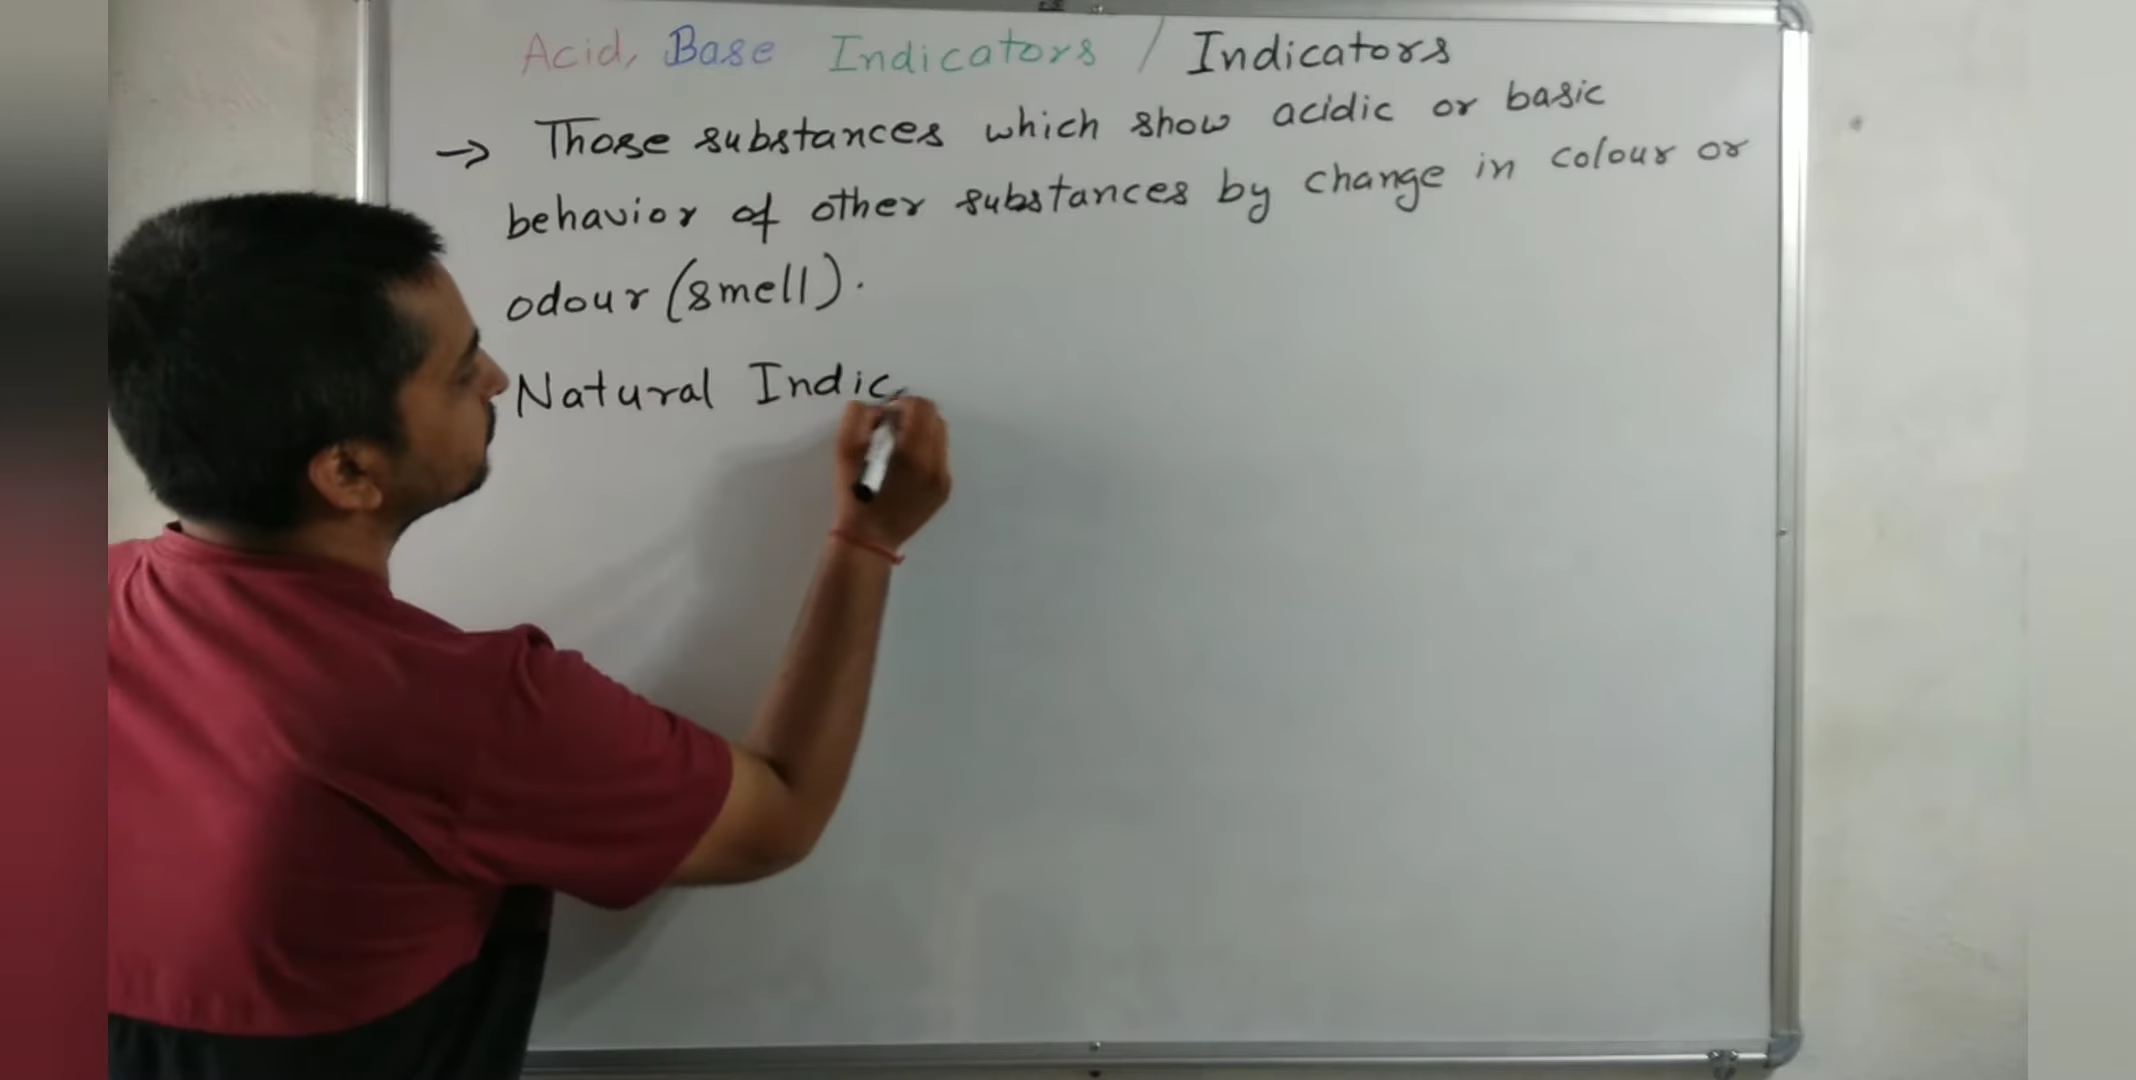 Acid, Base Indicators / Indicators
→ Those substances which show acidic or basic
behavior of other substances by change in colour or
odour (smell).
Natural Indic